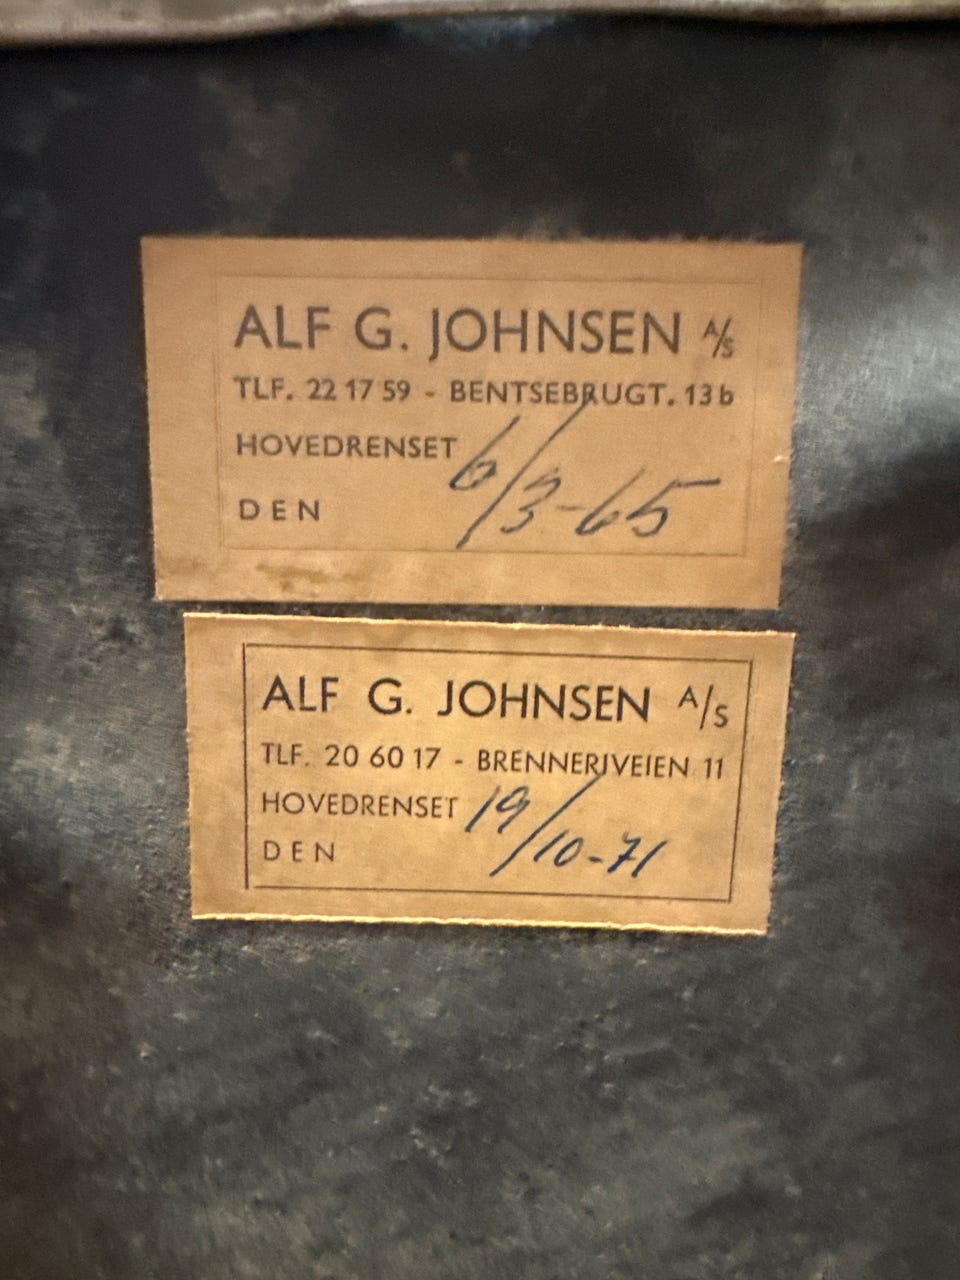 ALF G. JOHNSEN A/S
TLF. 22 17 59 - BENTSEBRUGT. 13 b
HOVEDRENSET
DEN 6/3-65
ALF G. JOHNSEN A/S
TLF. 20 60 17 - BRENNERIVEIEN 11
HOVEDRENSET
DEN 19/10-71